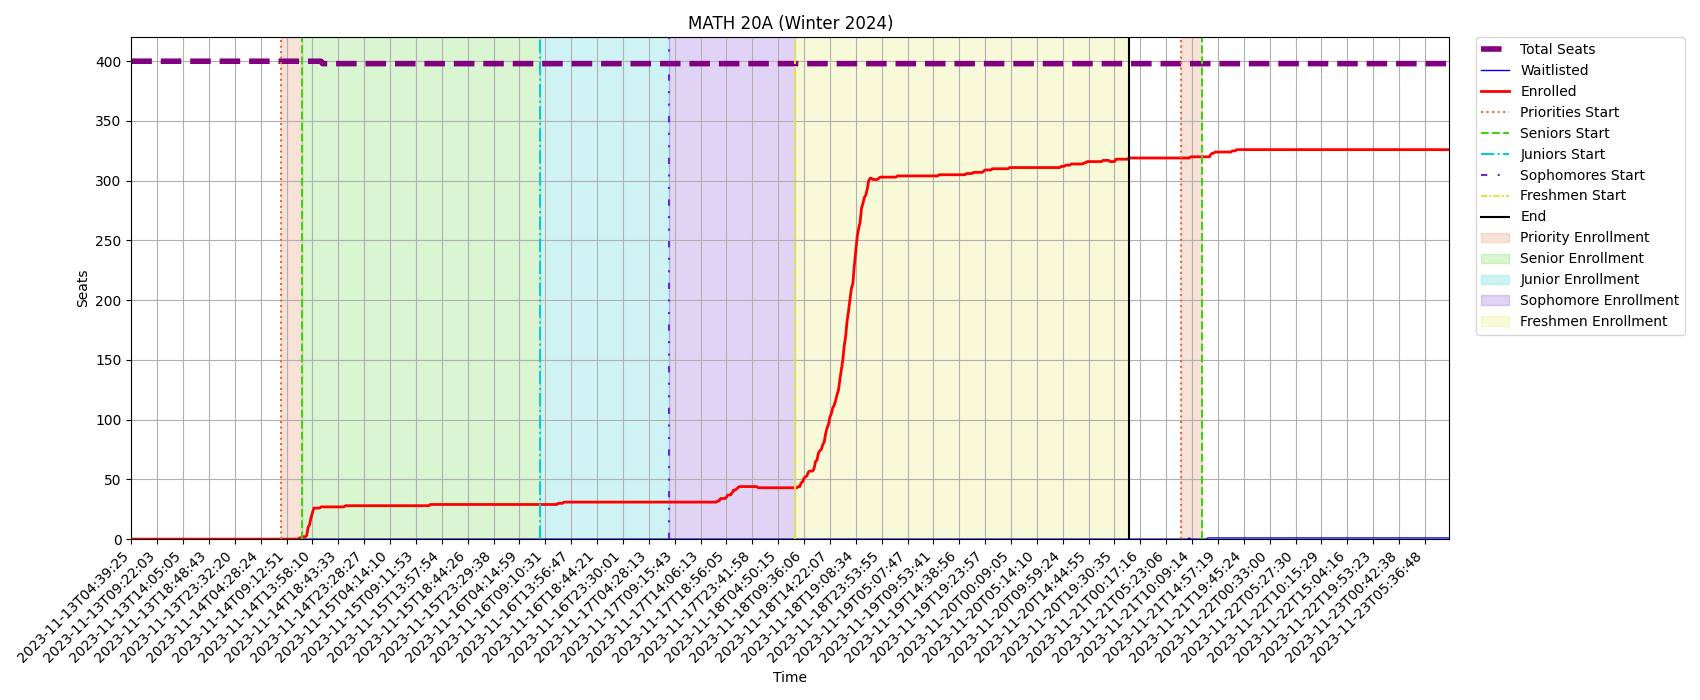 MATH 20A (Winter 2024)
Seats
400
350
300
250
200
150
100
50
0
2023-11-13T04:39:25
2023-11-13T09:22:03
2023-11-13T14:05:05
2023-11-13T18:48:43
2023-11-13T23:32:20
2023-11-14T04:28:24
2023-11-14T09:12:51
2023-11-14T13:58:10
2023-11-14T18:43:33
2023-11-14T23:28:27
2023-11-15T04:14:10
2023-11-15T09:11:53
2023-11-15T13:57:54
2023-11-15T18:44:26
2023-11-15T23:29:38
2023-11-16T04:14:59
2023-11-16T09:10:31
2023-11-16T13:56:47
2023-11-16T18:44:21
2023-11-16T23:30:01
2023-11-17T04:28:13
2023-11-17T09:15:43
2023-11-17T14:06:13
2023-11-17T18:56:05
2023-11-17T23:41:58
2023-11-18T04:50:15
2023-11-18T09:36:06
2023-11-18T14:22:07
2023-11-18T19:08:34
2023-11-18T23:53:55
2023-11-19T05:07:47
2023-11-19T09:53:41
2023-11-19T14:38:56
2023-11-19T19:23:57
2023-11-20T00:09:05
2023-11-20T05:14:10
2023-11-20T09:59:24
2023-11-20T14:44:55
2023-11-20T19:30:35
2023-11-21T00:17:16
2023-11-21T05:23:06
2023-11-21T10:09:14
2023-11-21T14:57:19
2023-11-21T19:45:24
2023-11-22T00:33:00
2023-11-22T05:27:30
2023-11-22T10:15:29
2023-11-22T15:04:16
2023-11-22T19:53:23
2023-11-23T00:42:38
2023-11-23T05:36:48
Time
Total Seats
Waitlisted
Enrolled
Priorities Start
Seniors Start
Juniors Start
Sophomores Start
Freshmen Start
End
Priority Enrollment
Senior Enrollment
Junior Enrollment
Sophomore Enrollment
Freshmen Enrollment